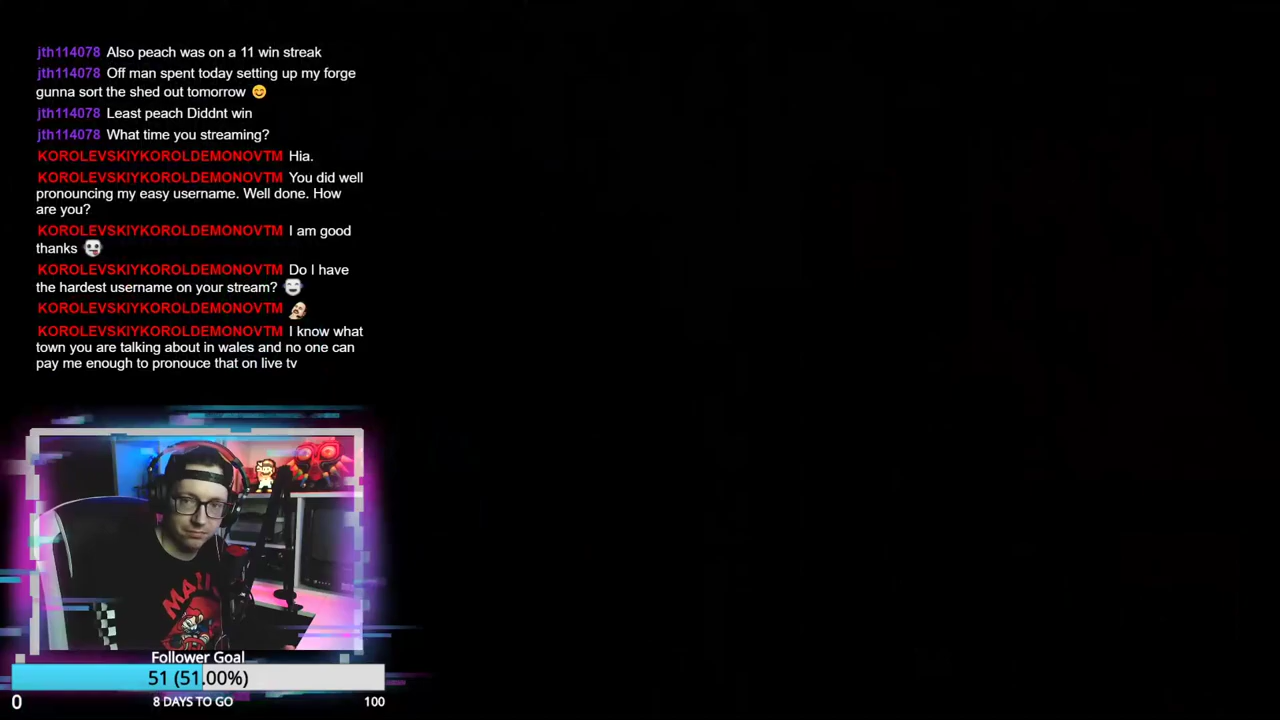 jth114078 Also peach was on a 11 win streak
jth114078 Off man spent today setting up my forge
gunna sort the shed out tomorrow 😊
jth114078 Least peach Diddnt win
jth114078 What time you streaming?
KOROLEVSKIYKOROLDEMONOVTM Hia.
KOROLEVSKIYKOROLDEMONOVTM You did well
pronouncing my easy username. Well done. How
are you?
KOROLEVSKIYKOROLDEMONOVTM I am good
thanks
KOROLEVSKIYKOROLDEMONOVTM Do I have
the hardest username on your stream?
KOROLEVSKIYKOROLDEMONOVTM
KOROLEVSKIYKOROLDEMONOVTM I know what
town you are talking about in wales and no one can
pay me enough to pronouce that on live tv
Follower Goal
51 (51.00%)
0 8 DAYS TO GO 100